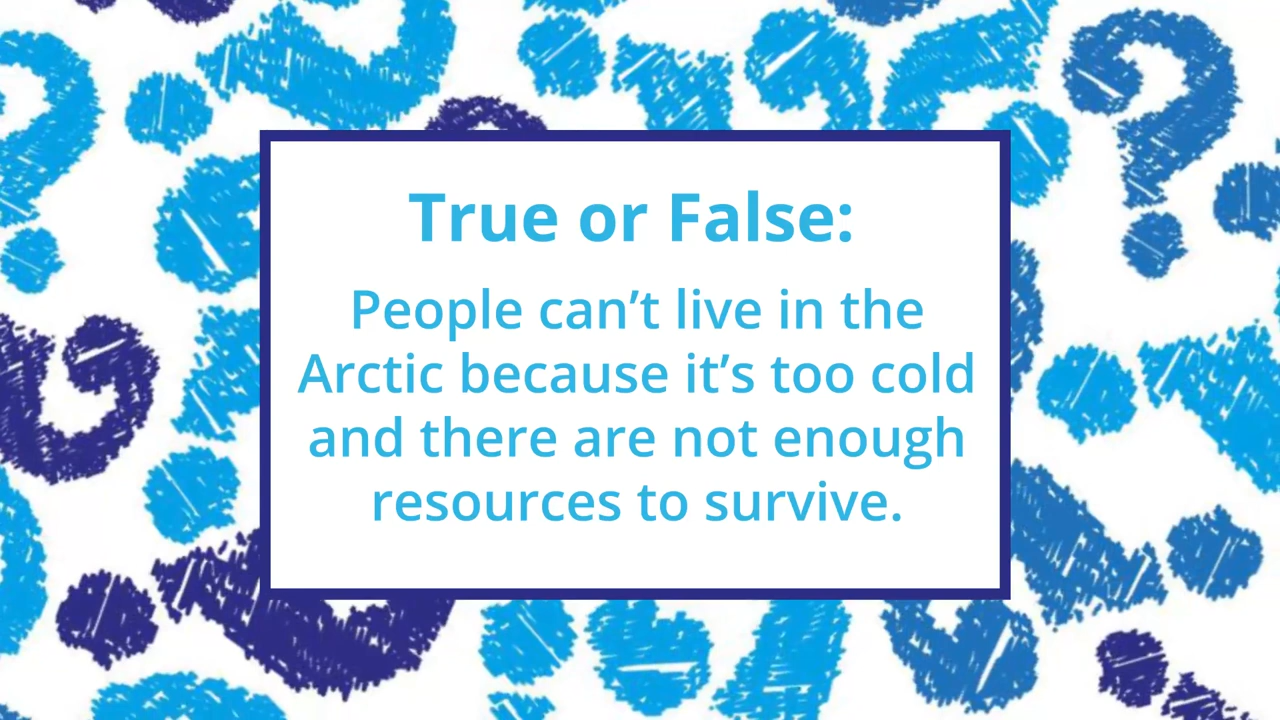 True or False:
People can’t live in the
Arctic because it’s too cold
and there are not enough
resources to survive.